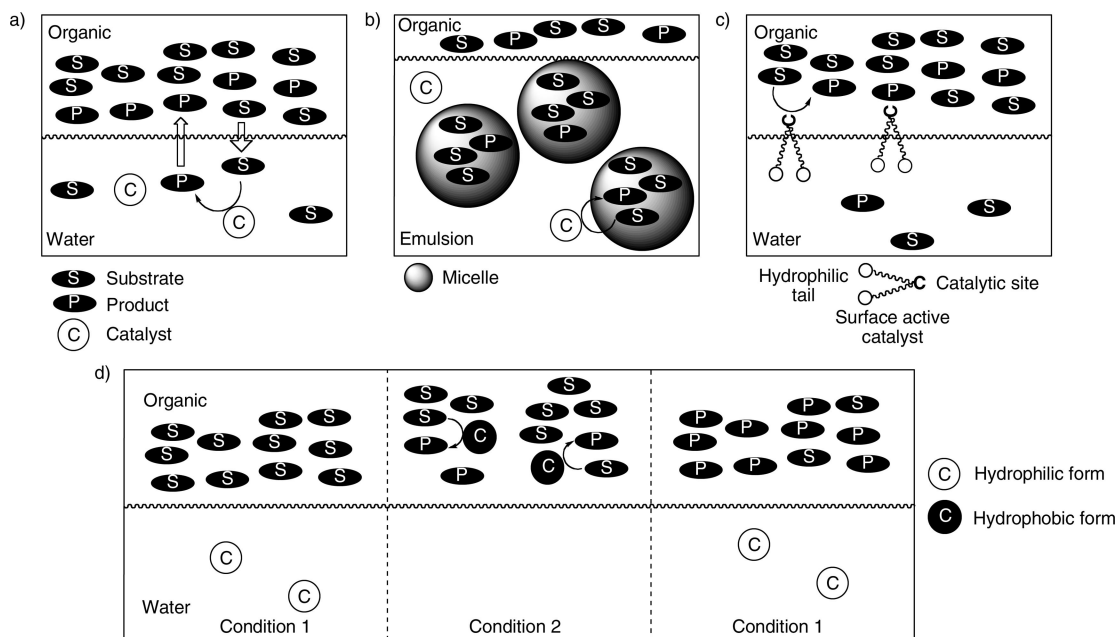 a)
Organic
S S S
S S S P
S P
P P P S S
S
S C P
C S
Water
b)
S P S S P
C
S
S S
P
S
P
S
S
S
S
P
C S
Emulsion
c)
Organic
S S S S
S S S P P
P P S S
C C
P S
S
Water
S Substrate
P Product
C Catalyst
Micelle
Hydrophilic
tail
C Catalytic site
Surface active
catalyst
d)
Organic
S S S
S S S S
S S S S
S S S
S S S
S P C
P S
S P
C S
P S
P P P P
P P P S P
C
C
Water
Condition 1
Condition 2
C
C
Condition 1
C Hydrophilic form
C Hydrophobic form